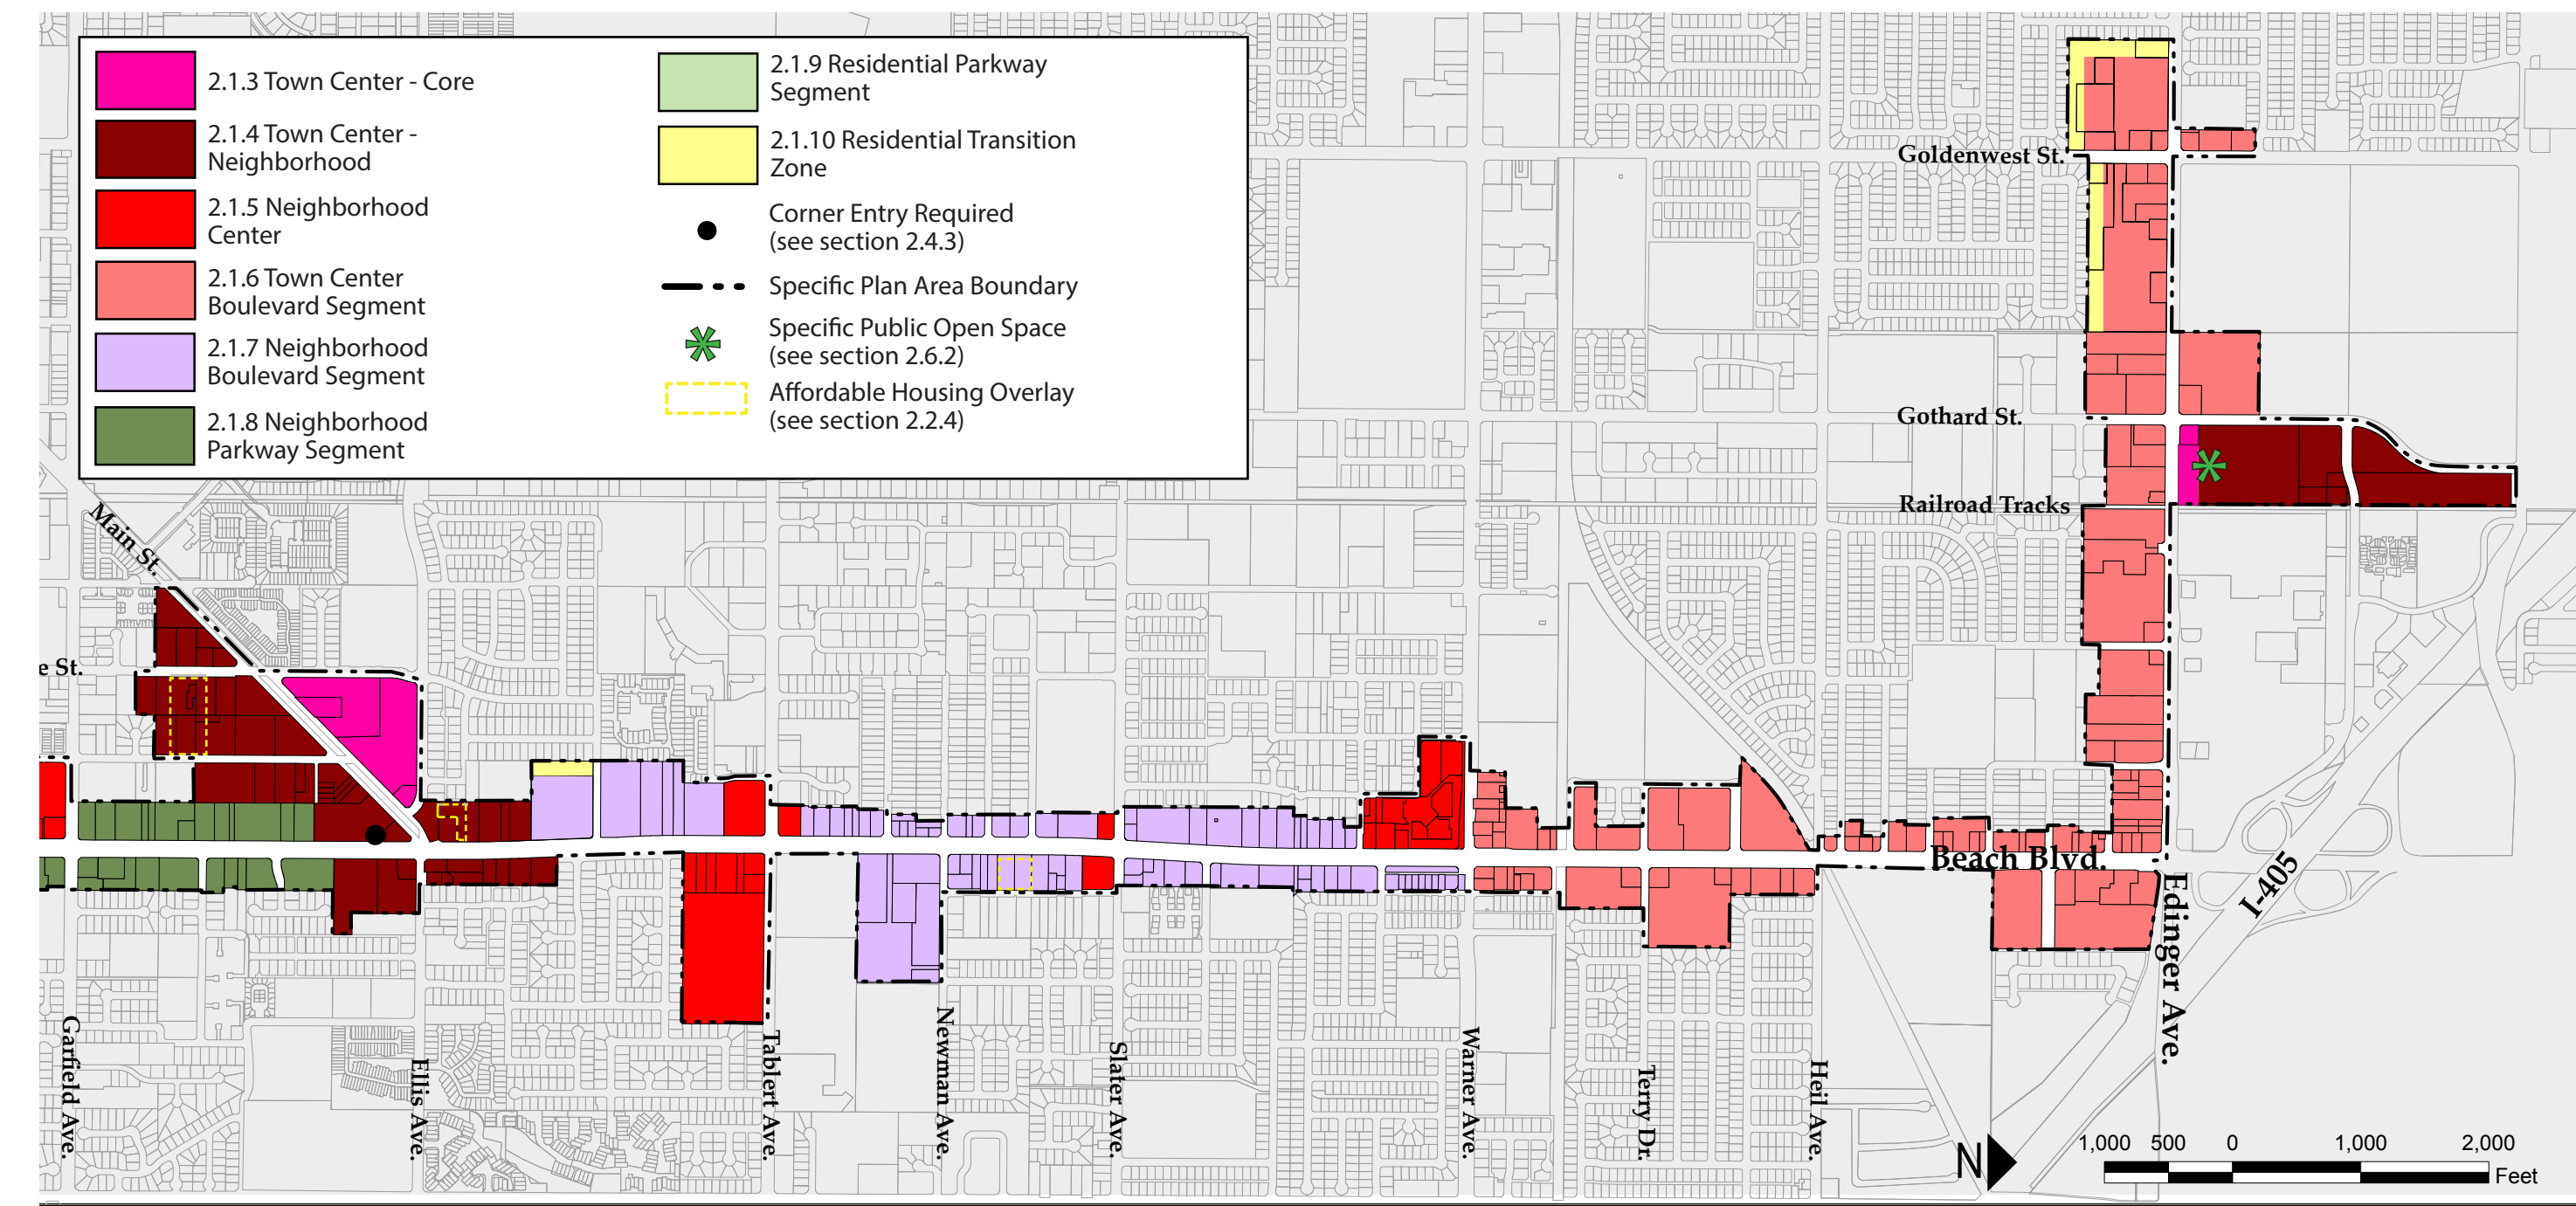 2.1.3 Town Center - Core
2.1.4 Town Center -
Neighborhood
2.1.5 Neighborhood
Center
2.1.6 Town Center
Boulevard Segment
2.1.7 Neighborhood
Boulevard Segment
2.1.8 Neighborhood
Parkway Segment
2.1.9 Residential Parkway
Segment
2.1.10 Residential Transition
Zone
Corner Entry Required
(see section 2.4.3)
Specific Plan Area Boundary
Specific Public Open Space
(see section 2.6.2)
Affordable Housing Overlay
(see section 2.2.4)
Goldenwest St.
Gothard St.
Railroad Tracks
Main St.
e St.
Beach Blvd.
I-405
Edinger Ave.
Garfield Ave.
Ellis Ave.
Tablert Ave.
Newman Ave.
Slater Ave.
Warner Ave.
Terry Dr.
Heil Ave.
N
1,000 500 0 1,000 2,000
Feet